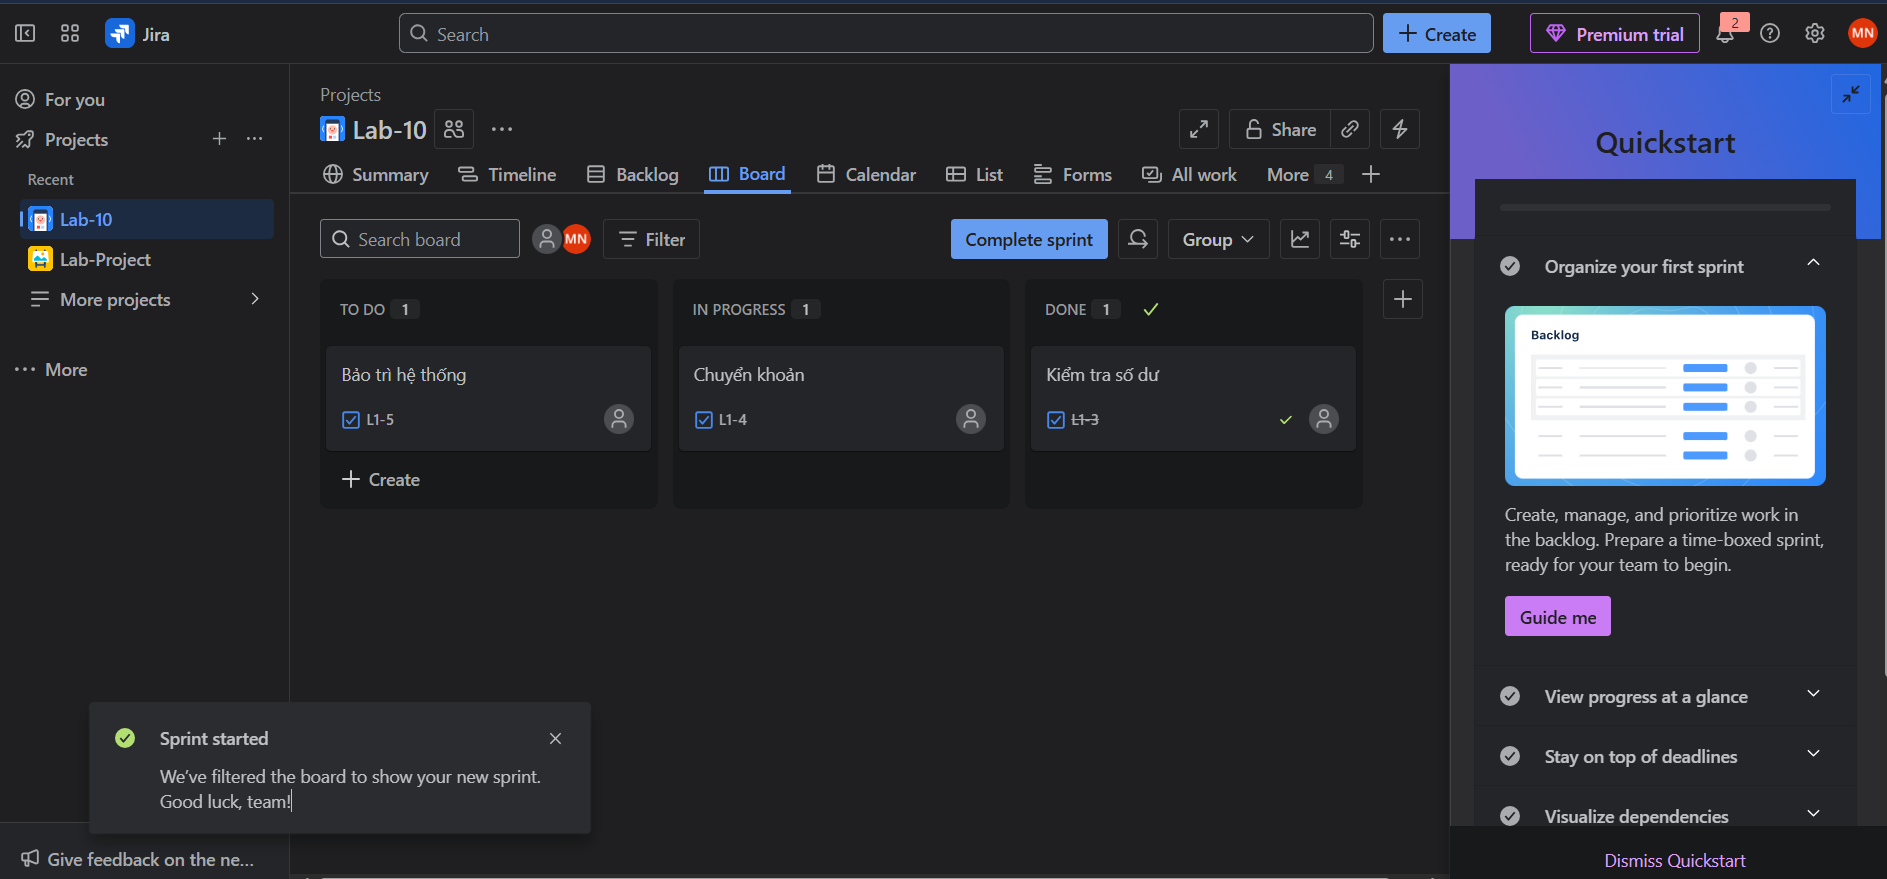 Jira
Search
Create
Premium trial
2
MN
For you
Projects
Recent
Lab-10
Lab-Project
More projects
More
Projects
Lab-10
Share
Summary
Timeline
Backlog
Board
Calendar
List
Forms
All work
More 4
Search board
MN
Filter
Complete sprint
Group
TO DO 1
Bảo trì hệ thống
L1-5
Create
IN PROGRESS 1
Chuyển khoản
L1-4
DONE 1
Kiểm tra số dư
L1-3
Quickstart
Organize your first sprint
Backlog
Create, manage, and prioritize work in
the backlog. Prepare a time-boxed sprint,
ready for your team to begin.
Guide me
View progress at a glance
Stay on top of deadlines
Visualize dependencies
Dismiss Quickstart
Sprint started
We've filtered the board to show your new sprint.
Good luck, team!
Give feedback on the ne...